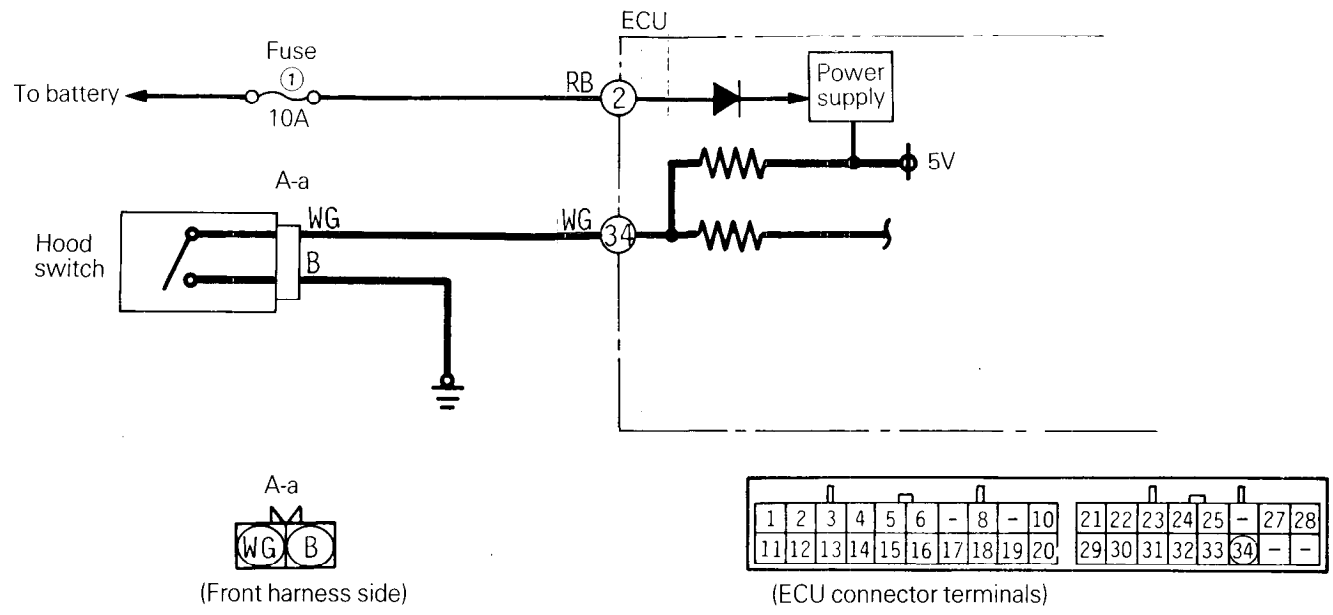 ECU
Fuse
①
10A
To battery
RB
2
Power
supply
5V
A-a
WG
WG
34
B
Hood
switch
A-a
WG B
(Front harness side)
1 2 3 4 5 6 - 8 - 10 21 22 23 24 25 - 27 28
11 12 13 14 15 16 17 18 19 20 29 30 31 32 33 34 - -
(ECU connector terminals)